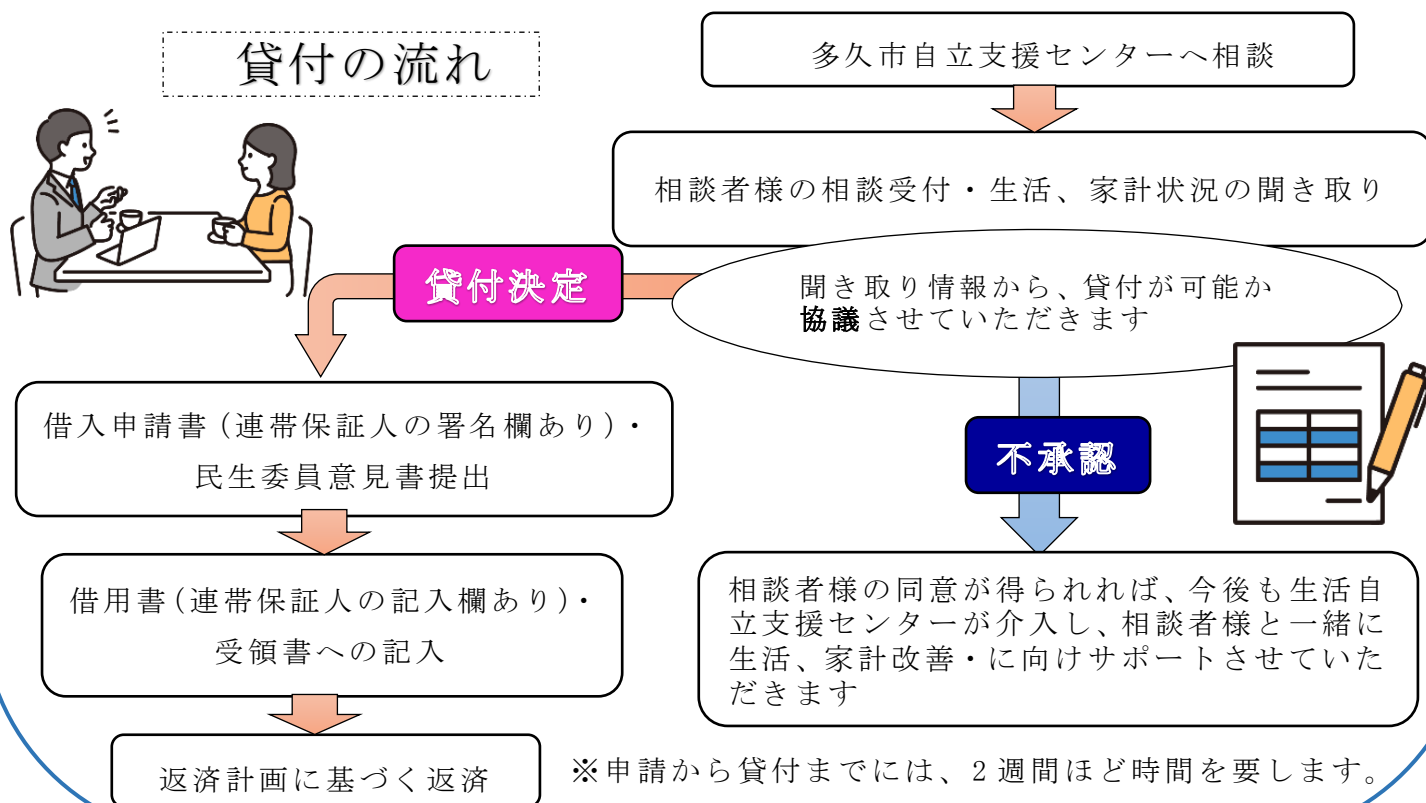 貸付の流れ
多久市自立支援センターへ相談
相談者様の相談受付・生活、家計状況の聞き取り
聞き取り情報から、貸付が可能か
協議させていただきます
貸付決定
借入申請書(連帯保証人の署名欄あり)・
民生委員意見書提出
借用書(連帯保証人の記入欄あり)・
受領書への記入
返済計画に基づく返済
不承認
相談者様の同意が得られれば、今後も生活自
立支援センターが介入し、相談者様と一緒に
生活、家計改善・に向けサポートさせていた
だきます
※申請から貸付までには、2週間ほど時間を要します。